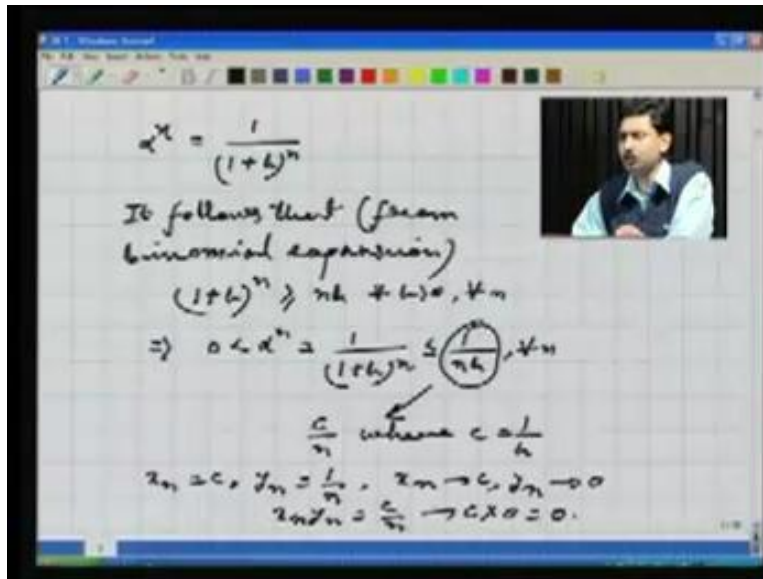 α^n = 1/(1+h)^n
It follows that (from
binomial expansion)
(1+h)^n ≥ nh ∀ h>0, ∀ n
⇒ 0 < α^n = 1/(1+h)^n ≤ 1/nh, ∀ n
c/n where c = 1/h
x_n = c, y_n = 1/n, x_n → c, y_n → 0
x_n y_n = c/n → c × 0 = 0.